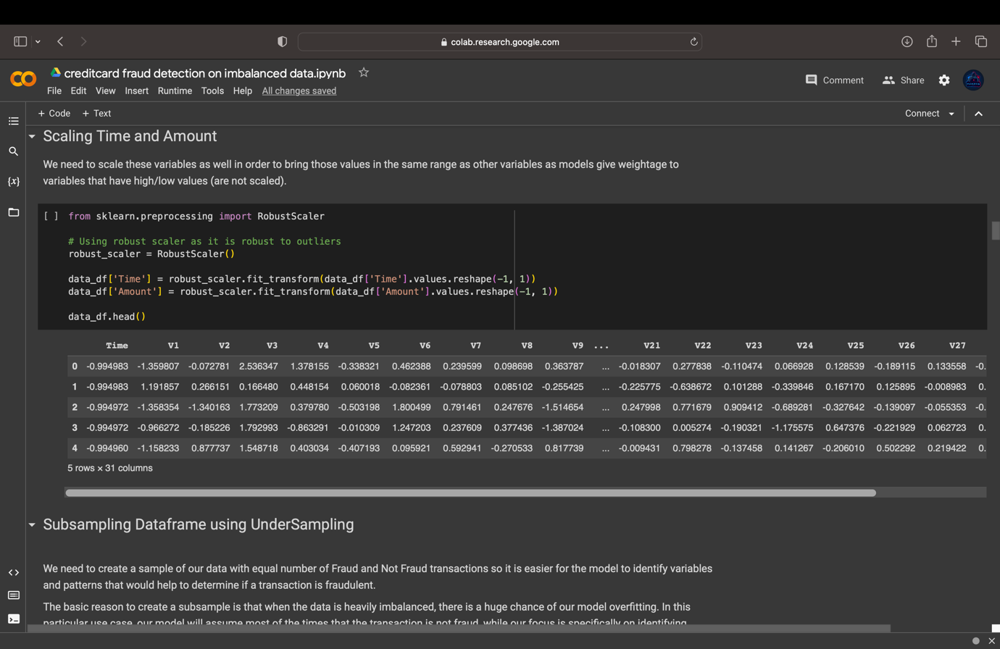 colab.research.google.com
creditcard fraud detection on imbalanced data.ipynb
Comment
Share
File Edit View Insert Runtime Tools Help All changes saved
+ Code + Text
Connect
Scaling Time and Amount
We need to scale these variables as well in order to bring those values in the same range as other variables as models give weightage to
variables that have high/low values (are not scaled).
{x}
[ ] from sklearn.preprocessing import RobustScaler
# Using robust scaler as it is robust to outliers
robust_scaler = RobustScaler()
data_df['Time'] = robust_scaler.fit_transform(data_df['Time'].values.reshape(-1, 1))
data_df['Amount'] = robust_scaler.fit_transform(data_df['Amount'].values.reshape(-1, 1))
data_df.head()
Time V1 V2 V3 V4 V5 V6 V7 V8 V9 ... V21 V22 V23 V24 V25 V26 V27
0 -0.994983 -1.359807 -0.072781 2.536347 1.378155 -0.338321 0.462388 0.239599 0.098698 0.363787 ... -0.018307 0.277838 -0.110474 0.066928 0.128539 -0.189115 0.133558 -0.
1 -0.994983 1.191857 0.266151 0.166480 0.448154 0.060018 -0.082361 -0.078803 0.085102 -0.255425 ... -0.225775 -0.638672 0.101288 -0.339846 0.167170 0.125895 -0.008983 0.
2 -0.994972 -1.358354 -1.340163 1.773209 0.379780 -0.503198 1.800499 0.791461 0.247676 -1.514654 ... 0.247998 0.771679 0.909412 -0.689281 -0.327642 -0.139097 -0.055353 -0.
3 -0.994972 -0.966272 -0.185226 1.792993 -0.863291 -0.010309 1.247203 0.237609 0.377436 -1.387024 ... -0.108300 0.005274 -0.190321 -1.175575 0.647376 -0.221929 0.062723 0.
4 -0.994960 -1.158233 0.877737 1.548718 0.403034 -0.407193 0.095921 0.592941 -0.270533 0.817739 ... -0.009431 0.798278 -0.137458 0.141267 -0.206010 0.502292 0.219422 0.
5 rows × 31 columns
Subsampling Dataframe using UnderSampling
We need to create a sample of our data with equal number of Fraud and Not Fraud transactions so it is easier for the model to identify variables
and patterns that would help to determine if a transaction is fraudulent.
The basic reason to create a subsample is that when the data is heavily imbalanced, there is a huge chance of our model overfitting. In this
particular use case, our model will assume most of the times that the transaction is not fraud, while our focus is specifically on identifying